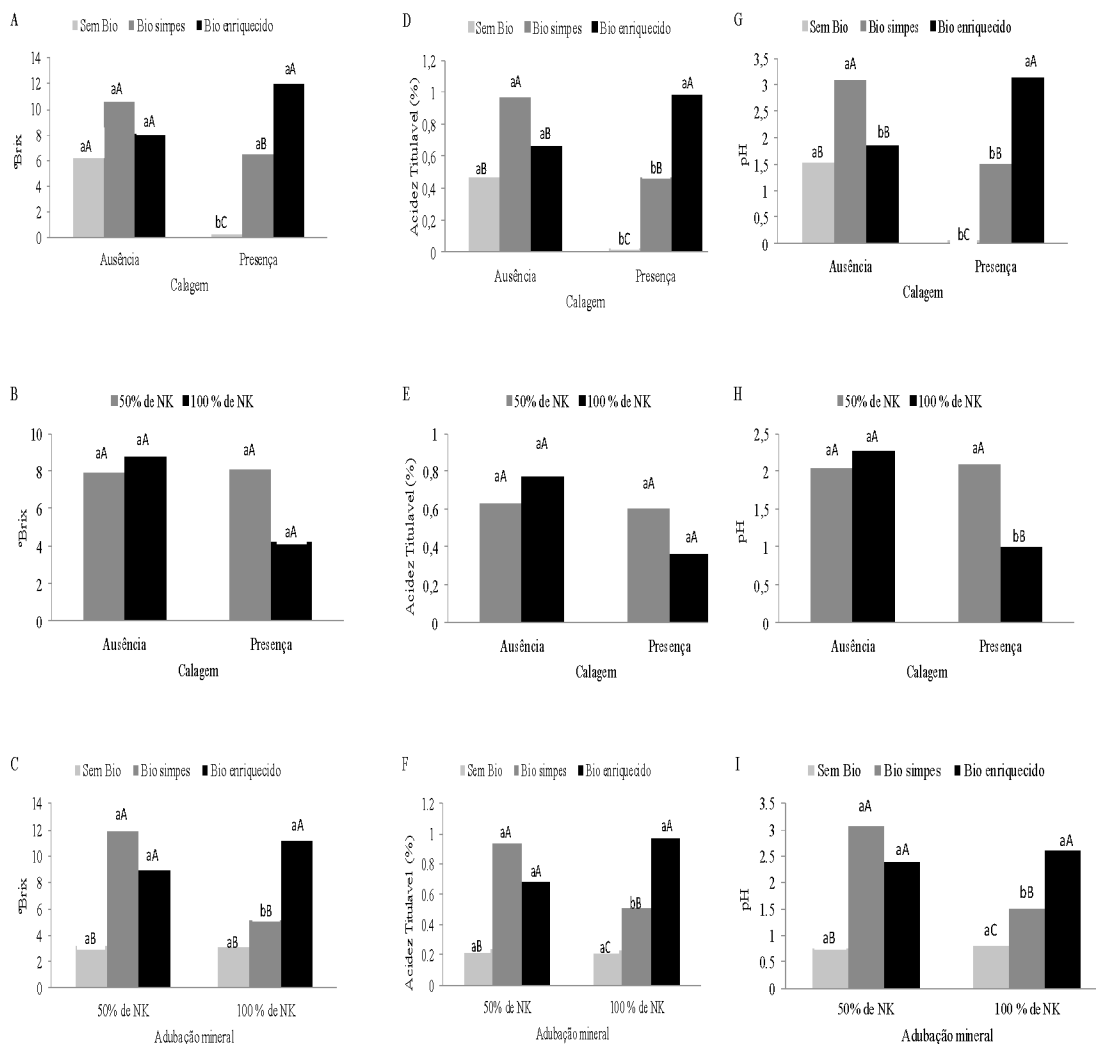 A
Sem Bio Bio simpes Bio enriquecido
14
12
10
8
6
4
2
0
ºBrix
aA aA aA
bC aB aA
Ausência Presença
Calagem
D
Sem Bio Bio simpes Bio enriquecido
1,2
1
0,8
0,6
0,4
0,2
0
Acidez Titulavel (%)
aB aA aB
bC bB aA
Ausência Presença
Calagem
G
Sem Bio Bio simples Bio enriquecido
3,5
3
2,5
2
1,5
1
0,5
0
pH
aB aA bB
bC bB aA
Ausência Presença
Calagem
B
50% de NK 100 % de NK
10
8
6
4
2
0
ºBrix
aA aA
aA aA
Ausência Presença
Calagem
E
50% de NK 100 % de NK
1
0,8
0,6
0,4
0,2
0
Acidez Titulavel (%)
aA aA
aA aA
Ausência Presença
Calagem
H
50% de NK 100 % de NK
2,5
2
1,5
1
0,5
0
pH
aA aA
aA bB
Ausência Presença
Calagem
C
Sem Bio Bio simpes Bio enriquecido
14
12
10
8
6
4
2
0
ºBrix
aB aA aA
aB bB aA
50% de NK 100 % de NK
Adubação mineral
F
Sem Bio Bio simpes Bio enriquecido
1.2
1
0.8
0.6
0.4
0.2
0
Acidez Titulavel (%)
aB aA aA
aC bB aA
50% de NK 100 % de NK
Adubação mineral
I
Sem Bio Bio simpes Bio enriquecido
3.5
3
2.5
2
1.5
1
0.5
0
pH
aB aA aA
aC bB aA
50% de NK 100 % de NK
Adubação mineral